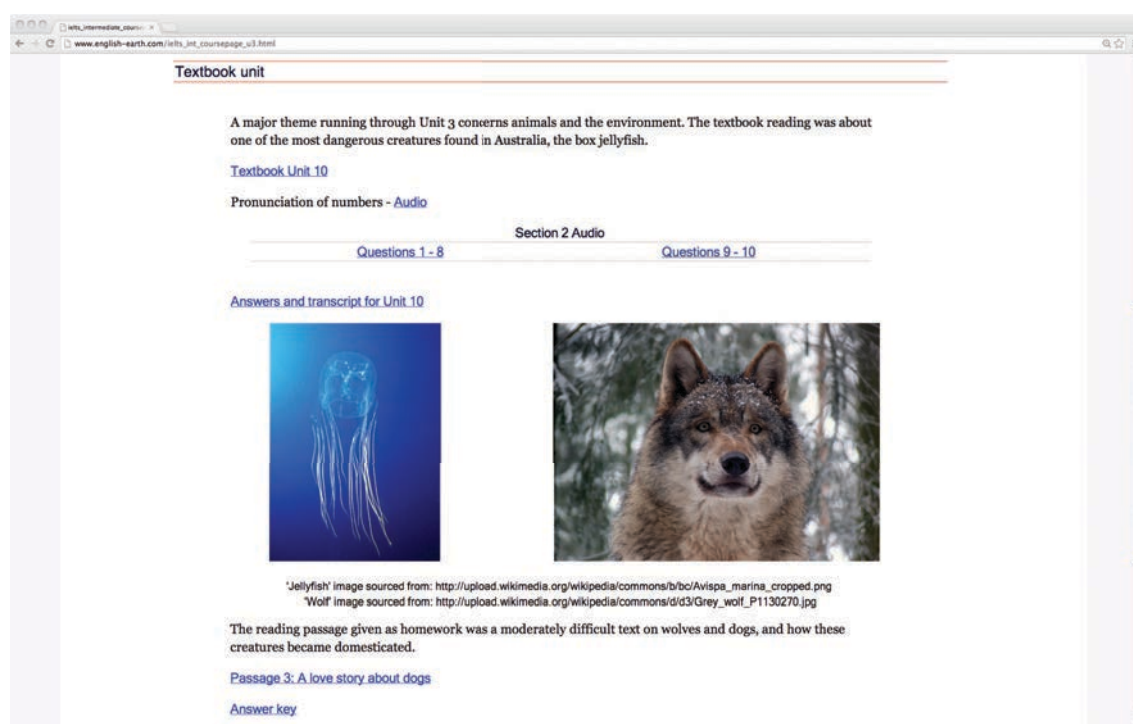 ielts_intermediate_course
www.english-earth.com/ielts_int_coursepage_u3.html
Textbook unit
A major theme running through Unit 3 concerns animals and the environment. The textbook reading was about
one of the most dangerous creatures found in Australia, the box jellyfish.
Textbook Unit 10
Pronunciation of numbers - Audio
Section 2 Audio
Questions 1 - 8 Questions 9 - 10
Answers and transcript for Unit 10
'Jellyfish' image sourced from: http://upload.wikimedia.org/wikipedia/commons/b/bc/Avispa_marina_cropped.png
'Wolf' image sourced from: http://upload.wikimedia.org/wikipedia/commons/d/d3/Grey_wolf_P1130270.jpg
The reading passage given as homework was a moderately difficult text on wolves and dogs, and how these
creatures became domesticated.
Passage 3: A love story about dogs
Answer key